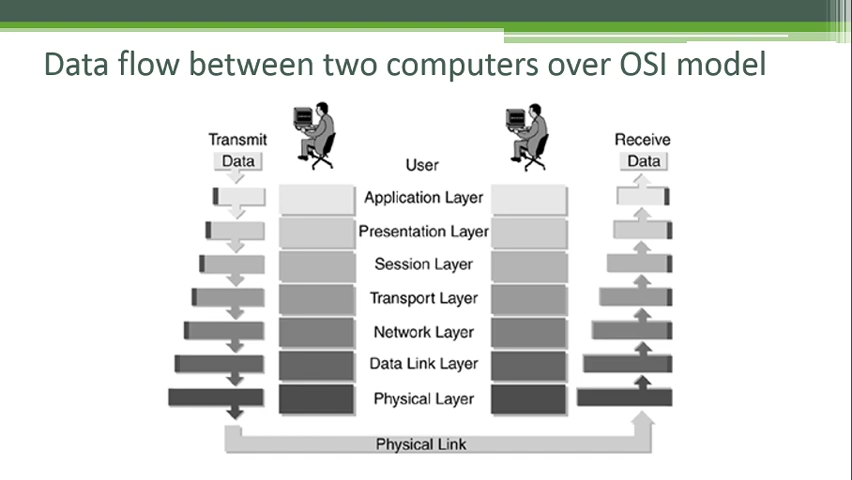 Data flow between two computers over OSI model
Transmit
Data
User
Receive
Data
Application Layer
Presentation Layer
Session Layer
Transport Layer
Network Layer
Data Link Layer
Physical Layer
Physical Link